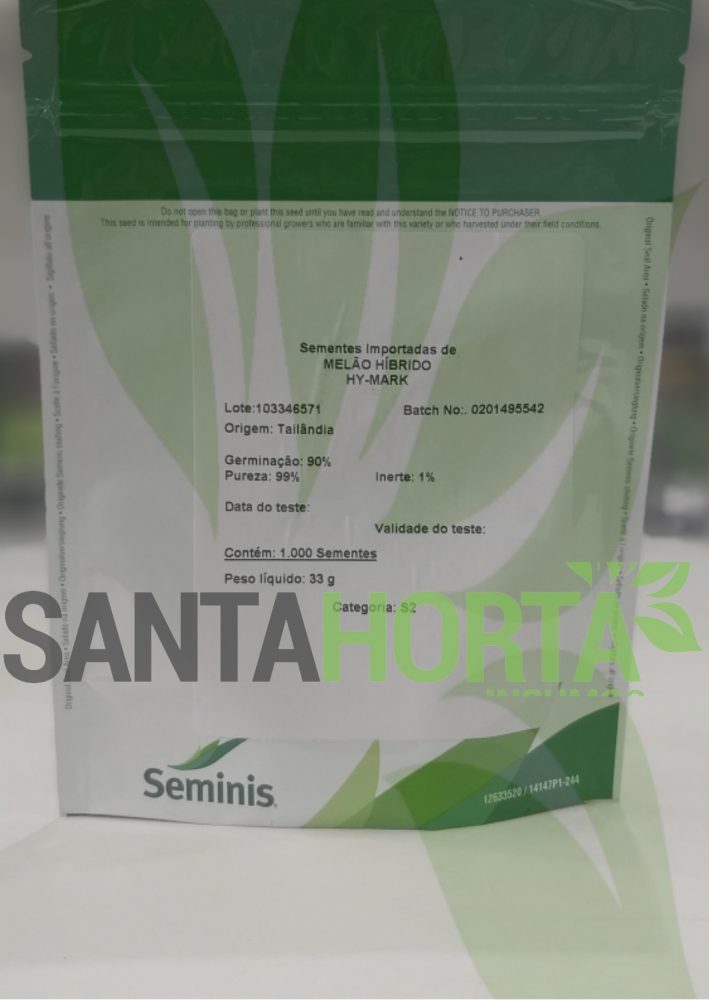 Do not open this bag or plant this seed until you have read and understand the NOTICE TO PURCHASER.
This seed is intended for planting by professional growers who are familiar with this variety or who harvested under their field conditions.
Sementes Importadas de
MELÃO HÍBRIDO
HY-MARK
Lote:103346571 Batch No:. 0201495542
Origem: Tailândia
Germinação: 90%
Pureza: 99% Inerte: 1%
Data do teste:
Validade do teste:
Contém: 1.000 Sementes
Peso líquido: 33 g
Categoria: S2
SANTAHORTA
INSUMOS
Seminis
12633520 / 14147P1-244